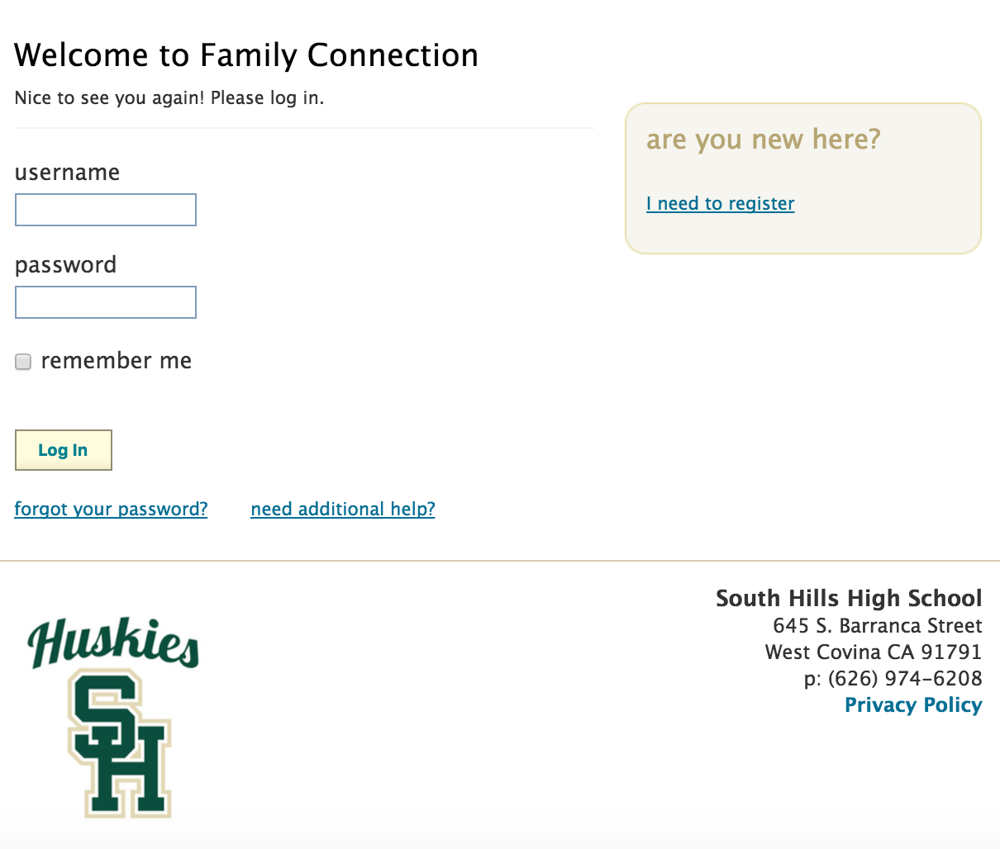 Welcome to Family Connection
Nice to see you again! Please log in.
username
password
remember me
Log In
forgot your password?
need additional help?
are you new here?
I need to register
Huskies
SH
South Hills High School
645 S. Barranca Street
West Covina CA 91791
p: (626) 974-6208
Privacy Policy